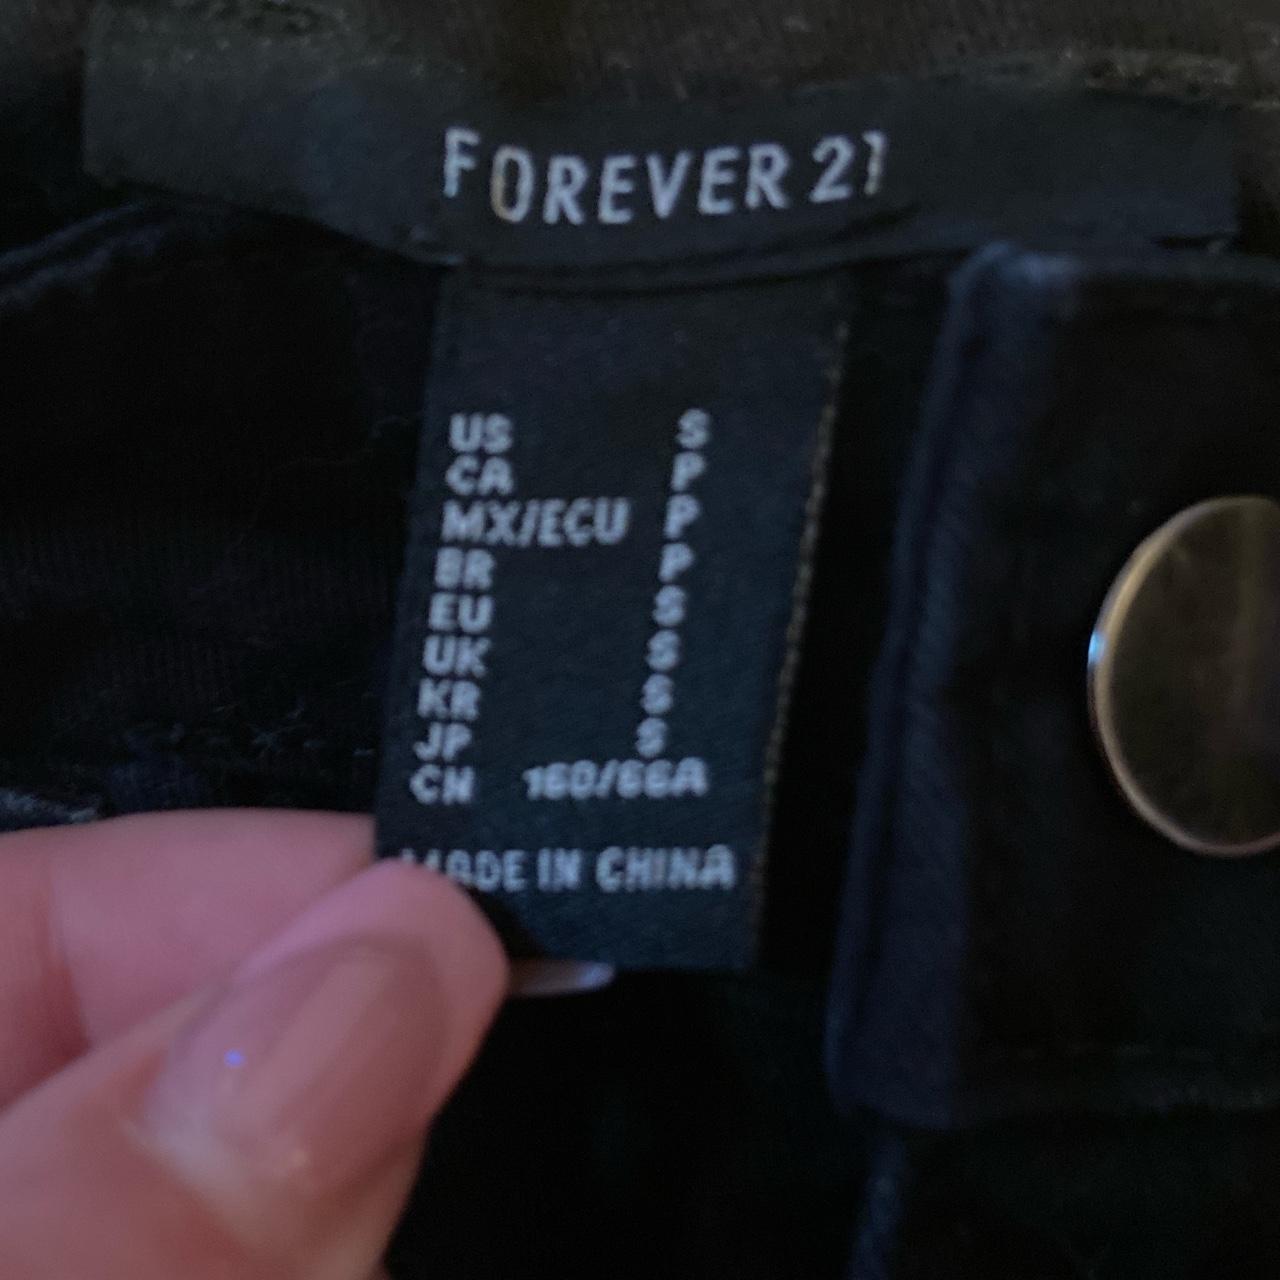 FOREVER 21
US S
CA P
MX/ECU P
BR P
EU S
UK S
KR S
JP S
CN 160/66A
MADE IN CHINA